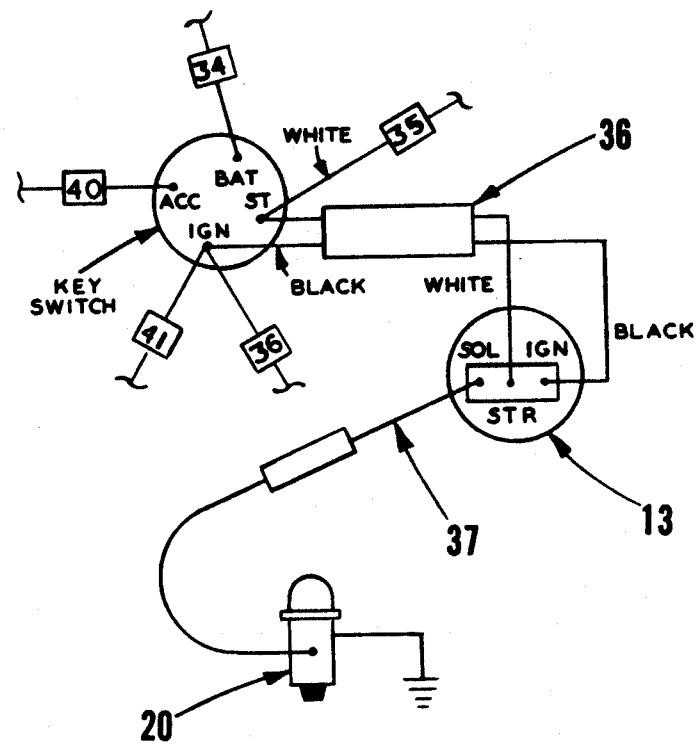 34
35
WHITE
36
BAT
40
ACC
ST
IGN
KEY
SWITCH
BLACK
WHITE
41
36
BLACK
SOL IGN
STR
37
13
20